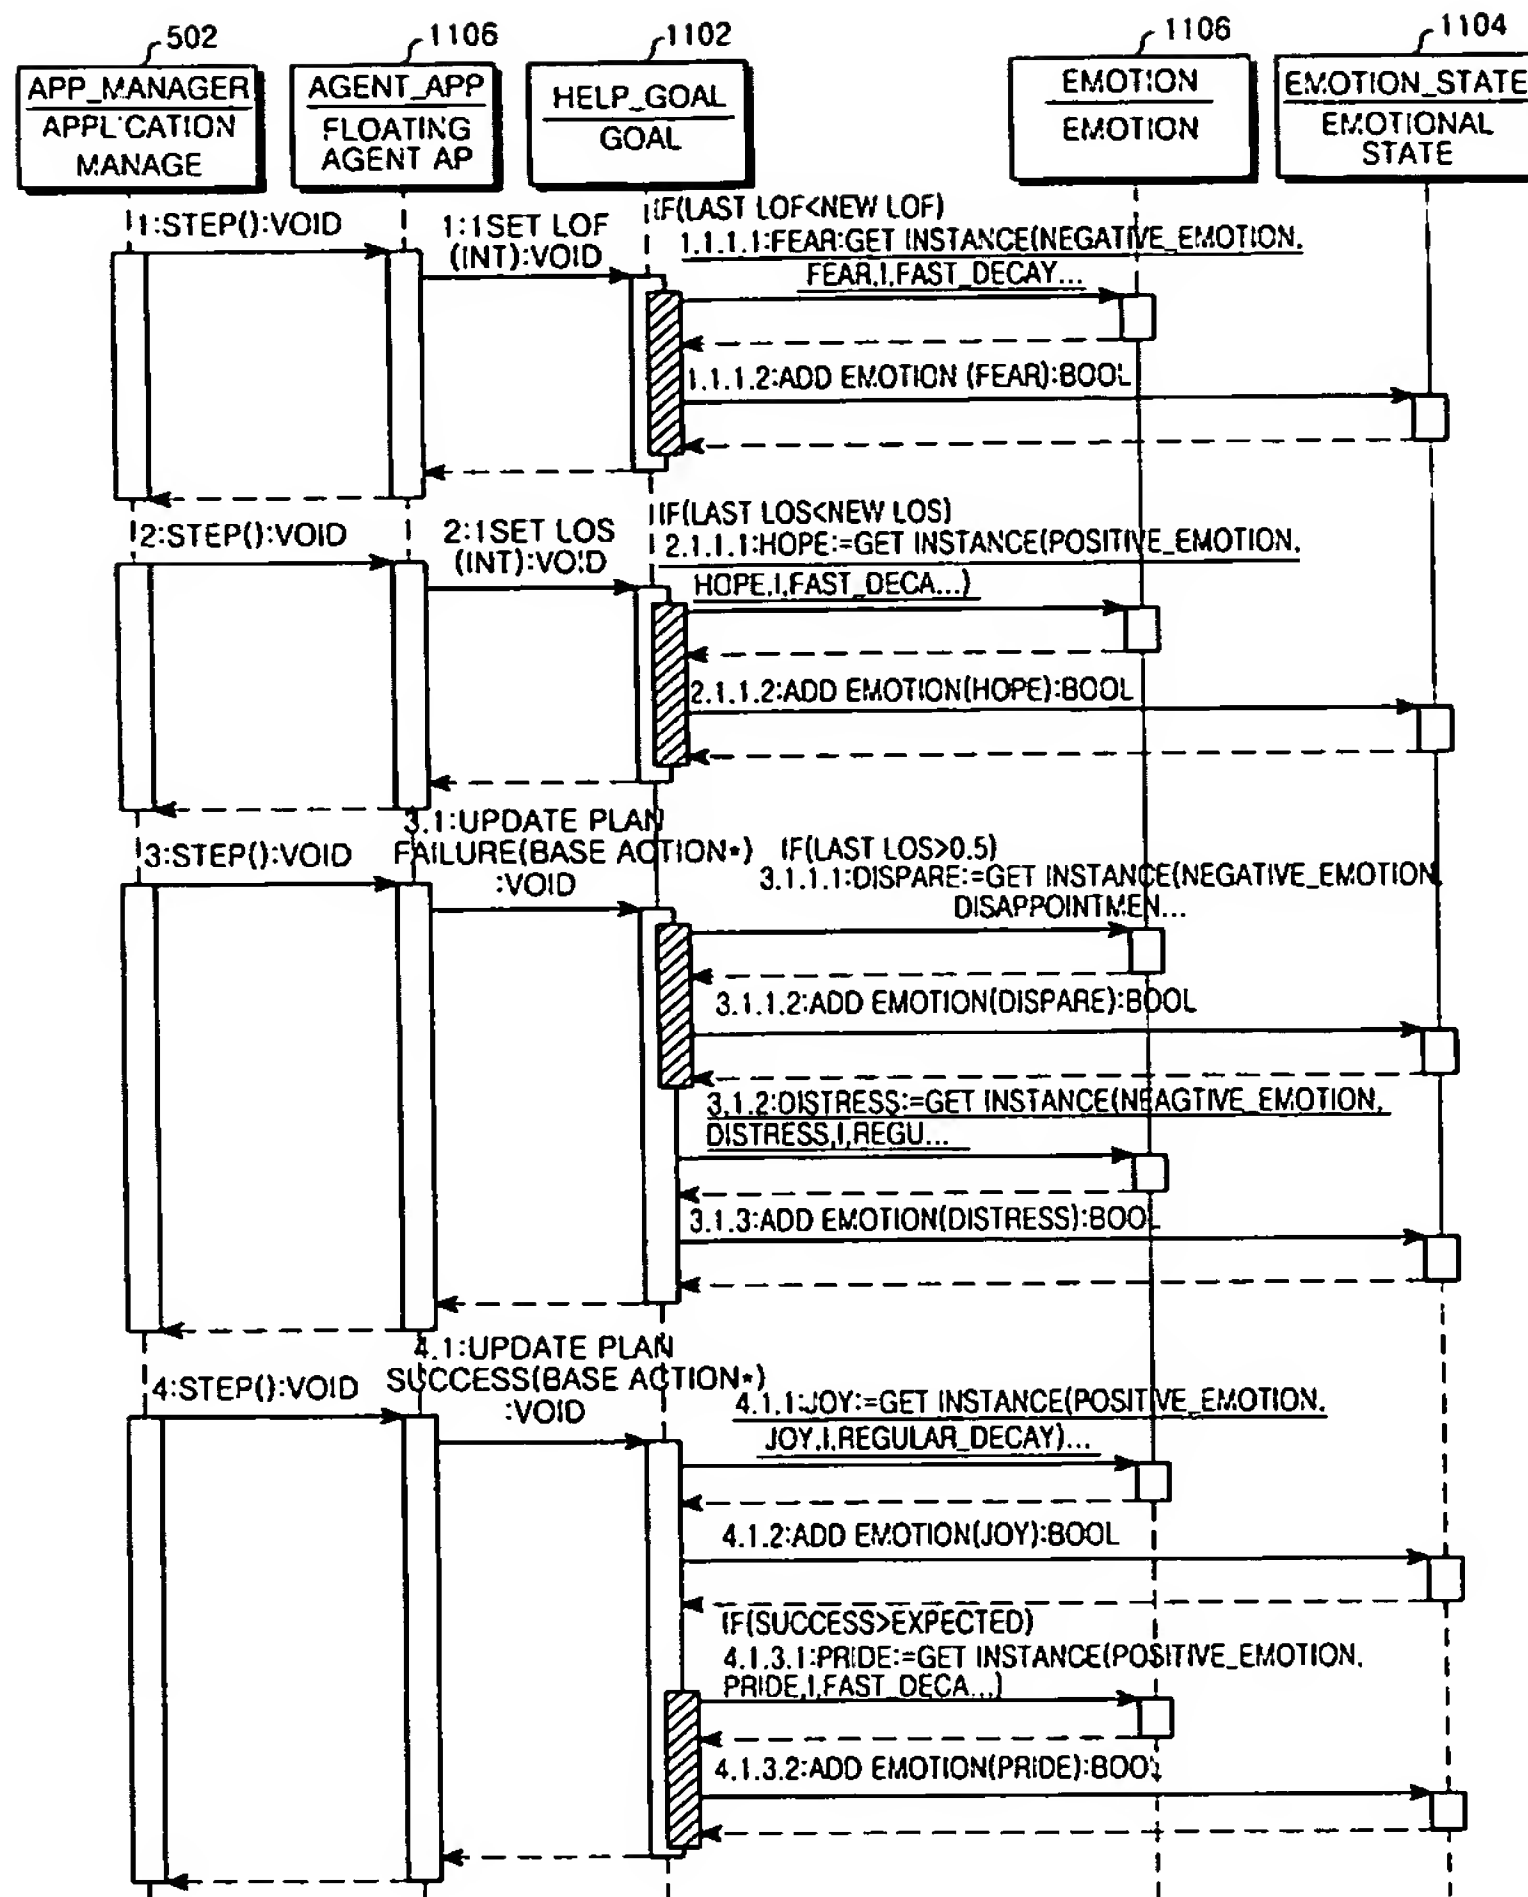 502
1106
1102
1106
1104
APP_MANAGER
APPL'CATION
MANAGE
AGENT_APP
FLOATING
AGENT AP
HELP_GOAL
GOAL
EMOTION
EMOTION
EMOTION_STATE
EMOTIONAL
STATE
1:STEP():VOID
1:1SET LOF
(INT):VOID
IF(LAST LOF<NEW LOF)
1.1.1.1:FEAR:GET INSTANCE(NEGATIVE_EMOTION,
FEAR,I,FAST_DECAY...
1.1.1.2:ADD EMOTION (FEAR):BOOL
2:STEP():VOID
2:1SET LOS
(INT):VOID
IF(LAST LOS<NEW LOS)
2.1.1.1:HOPE:=GET INSTANCE(POSITIVE_EMOTION,
HOPE,I,FAST_DECA...)
2.1.1.2:ADD EMOTION(HOPE):BOOL
3:STEP():VOID
3.1:UPDATE PLAN
FAILURE(BASE ACTION*)
:VOID
IF(LAST LOS>0.5)
3.1.1.1:DISPARE:=GET INSTANCE(NEGATIVE_EMOTION,
DISAPPOINTMEN...
3.1.1.2:ADD EMOTION(DISPARE):BOOL
3.1.2:DISTRESS:=GET INSTANCE(NEAGTIVE_EMOTION,
DISTRESS,I,REGU...
3.1.3:ADD EMOTION(DISTRESS):BOOL
4:STEP():VOID
4.1:UPDATE PLAN
SUCCESS(BASE ACTION*)
:VOID
4.1.1:JOY:=GET INSTANCE(POSITIVE_EMOTION,
JOY,I,REGULAR_DECAY)...
4.1.2:ADD EMOTION(JOY):BOOL
IF(SUCCESS>EXPECTED)
4.1.3.1:PRIDE:=GET INSTANCE(POSITIVE_EMOTION,
PRIDE,I,FAST_DECA...)
4.1.3.2:ADD EMOTION(PRIDE):BOOL